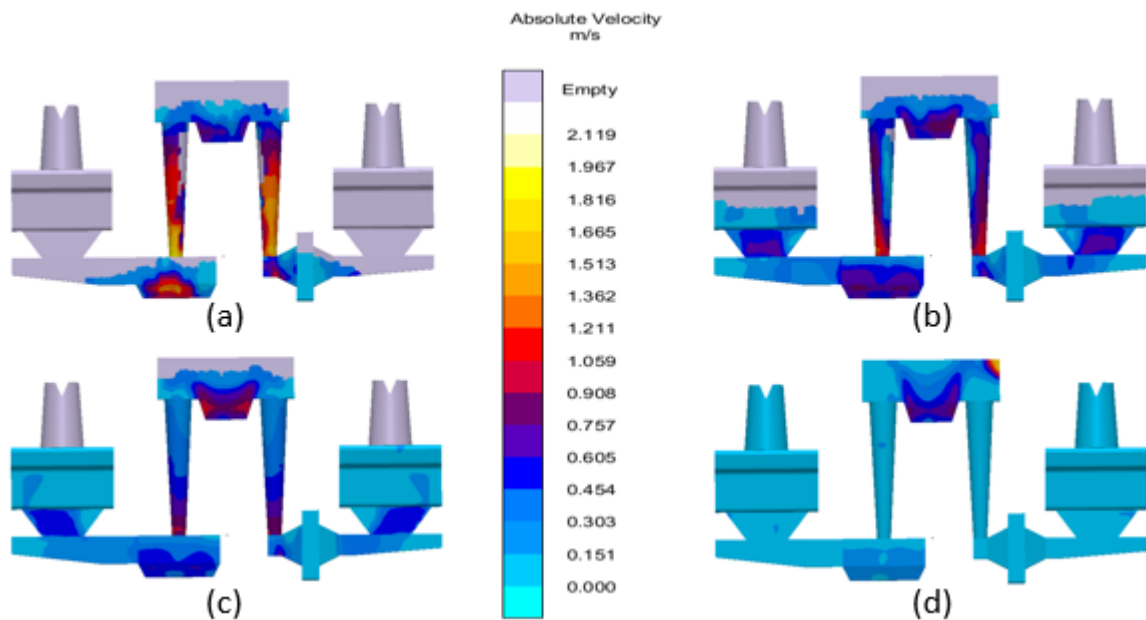 Absolute Velocity
m/s
Empty
2.119
1.967
1.816
1.665
1.513
1.362
1.211
1.059
0.908
0.757
0.605
0.454
0.303
0.151
0.000
(a)
(b)
(c)
(d)